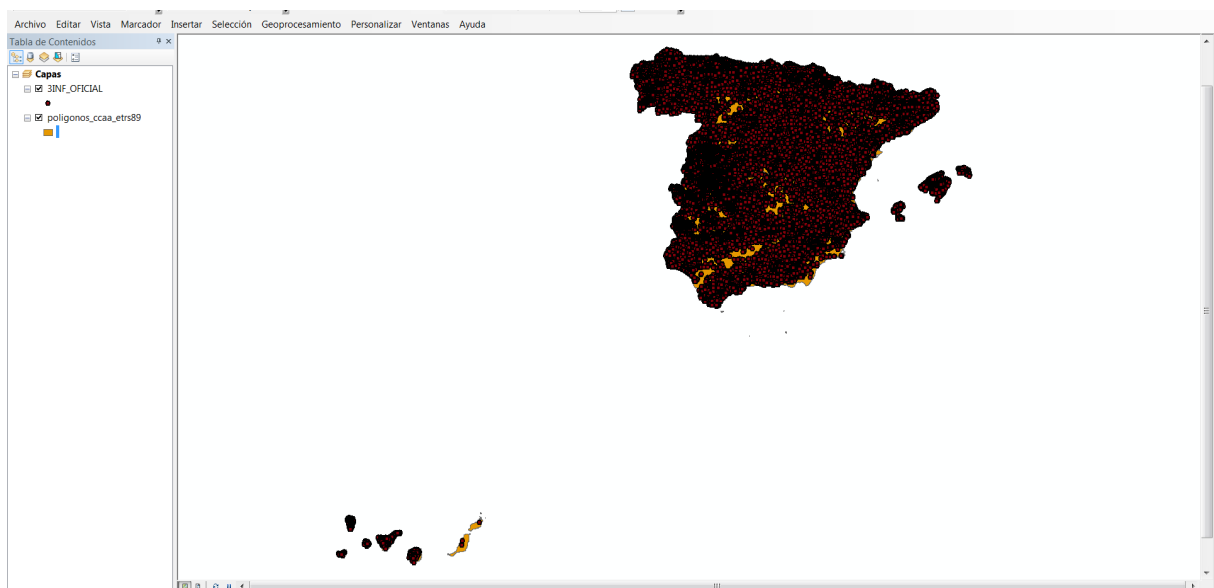 Archivo Editar Vista Marcador Insertar Selección Geoprocesamiento Personalizar Ventanas Ayuda
Tabla de Contenidos
Capas
3INF_OFICIAL
poligonos_ccaa_etrs89